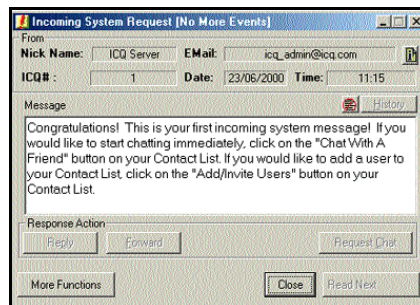 Incoming System Request [No More Events]
From
Nick Name: ICQ Server EMail: icq_admin@icq.com
ICQ# : 1 Date: 23/06/2000 Time: 11:15
Message History
Congratulations! This is your first incoming system message! If you
would like to start chatting immediately, click on the "Chat With A
Friend" button on your Contact List. If you would like to add a user to
your Contact List, click on the "Add/Invite Users" button on your
Contact List.
Response Action
Reply Forward Request Chat
More Functions Close Read Next